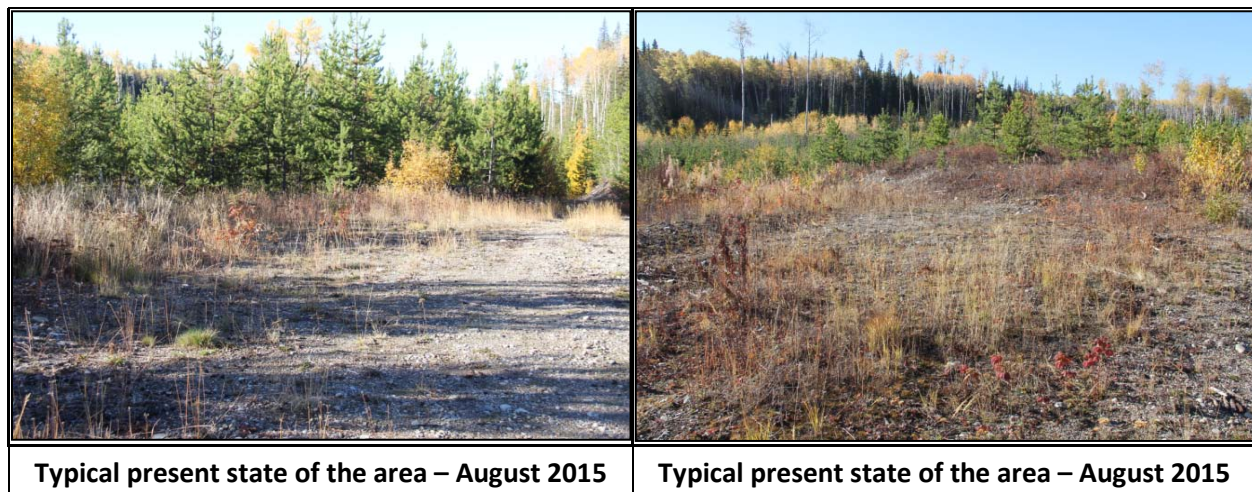 Typical present state of the area – August 2015
Typical present state of the area – August 2015